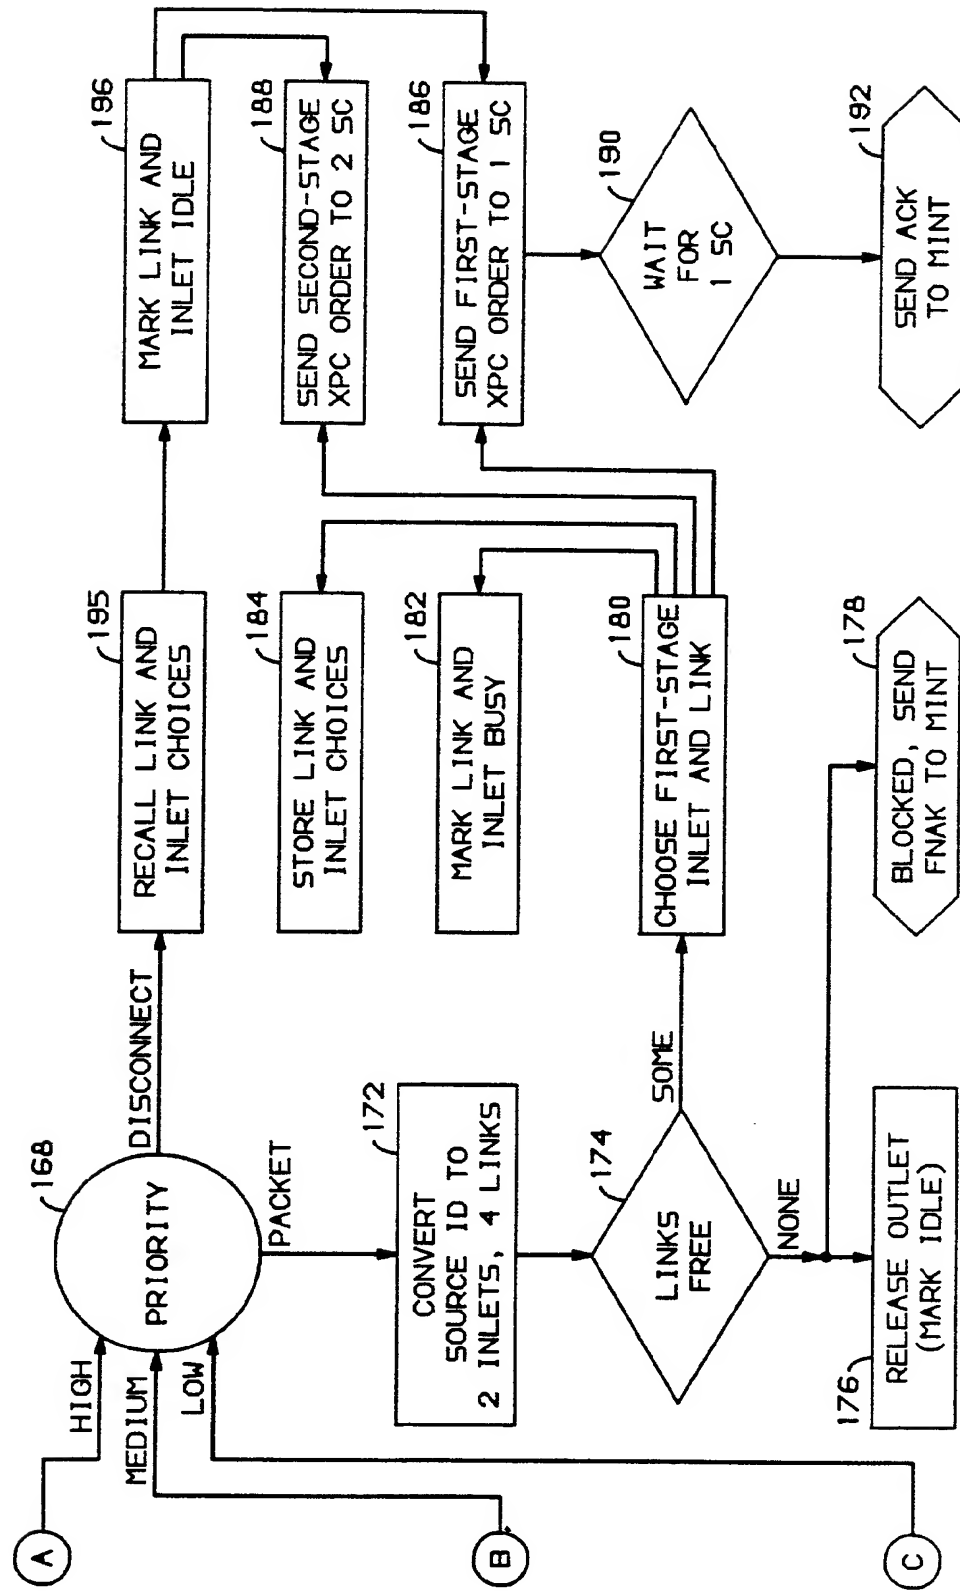 A
HIGH
MEDIUM
LOW
B
C
168
PRIORITY
DISCONNECT
PACKET
172
CONVERT
SOURCE ID TO
2 INLETS, 4 LINKS
174
LINKS
FREE
SOME
NONE
176
RELEASE OUTLET
(MARK IDLE)
178
BLOCKED, SEND
FNAK TO MINT
195
RECALL LINK AND
INLET CHOICES
184
STORE LINK AND
INLET CHOICES
182
MARK LINK AND
INLET BUSY
180
CHOOSE FIRST-STAGE
INLET AND LINK
196
MARK LINK AND
INLET IDLE
188
SEND SECOND-STAGE
XPC ORDER TO 2 SC
186
SEND FIRST-STAGE
XPC ORDER TO 1 SC
190
WAIT
FOR
1 SC
192
SEND ACK
TO MINT